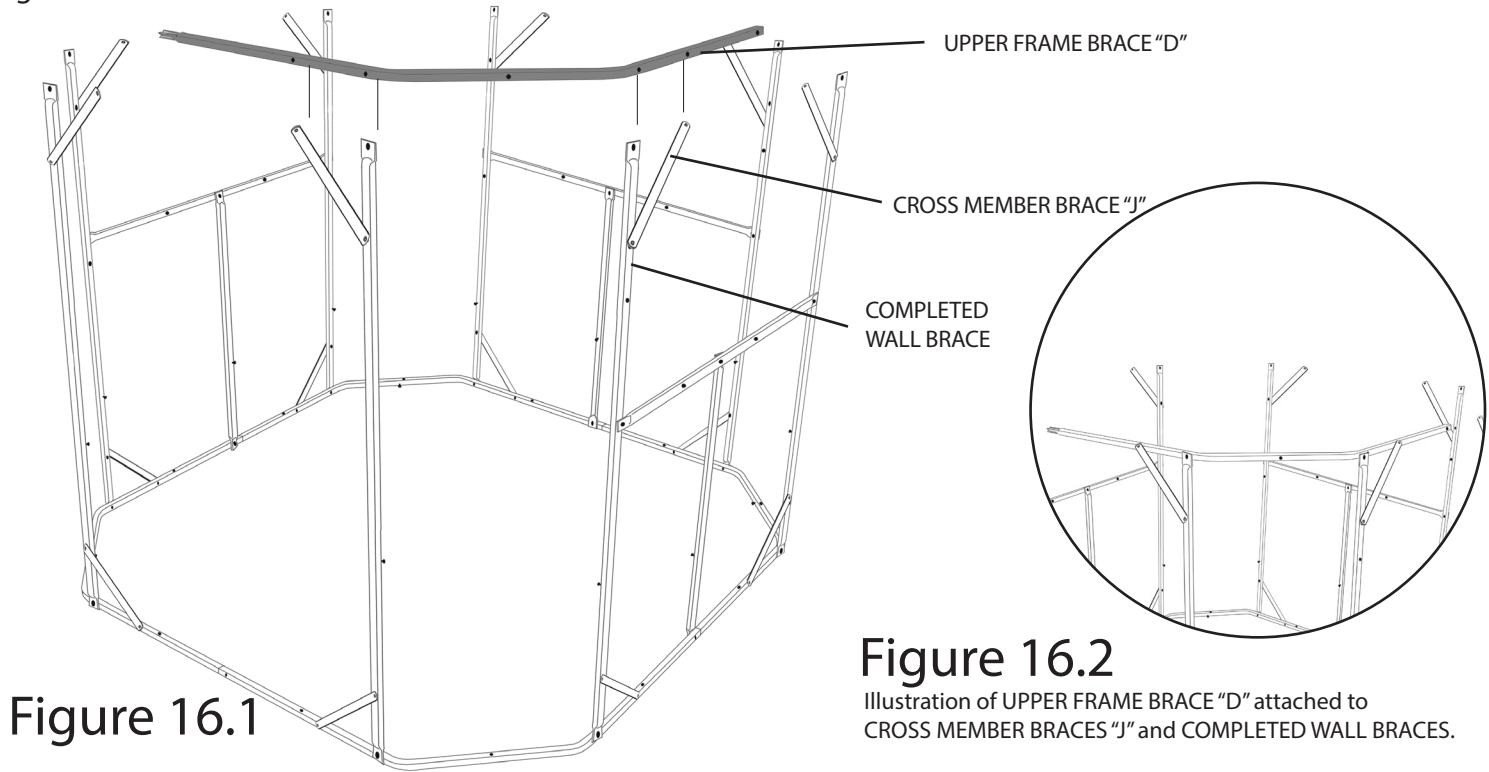 UPPER FRAME BRACE “D”
CROSS MEMBER BRACE “J”
COMPLETED
WALL BRACE
Figure 16.1
Figure 16.2
Illustration of UPPER FRAME BRACE “D” attached to
CROSS MEMBER BRACES “J” and COMPLETED WALL BRACES.